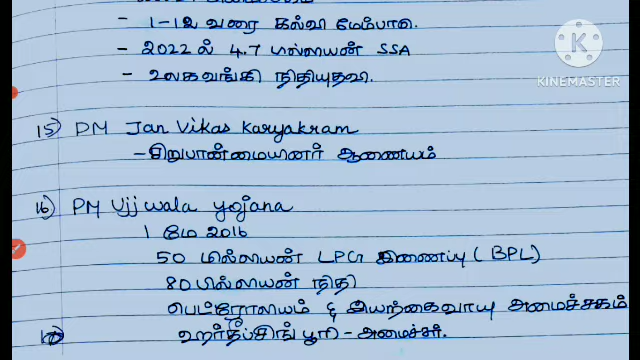 - 1-12 வரை கல்வி மேம்பாடு.
- 2022 ல் 4.7 மில்லியன் SSA
- உலகவங்கி நிதியுதவி.
K
KINEMASTER
15) PM Jan Vikas Karyakram
- சிறுபான்மையினர் ஆணையம்
16) PM Ujjwala yojana
1 மே 2016
50 மில்லியன் LPG இணைப்பு (BPL)
80 மில்லியன் நிதி
பெட்ரோலியம் & இயற்கைவாயு அமைச்சகம்
ஹர்தீப்சிங் பூரி - அமைச்சர்.